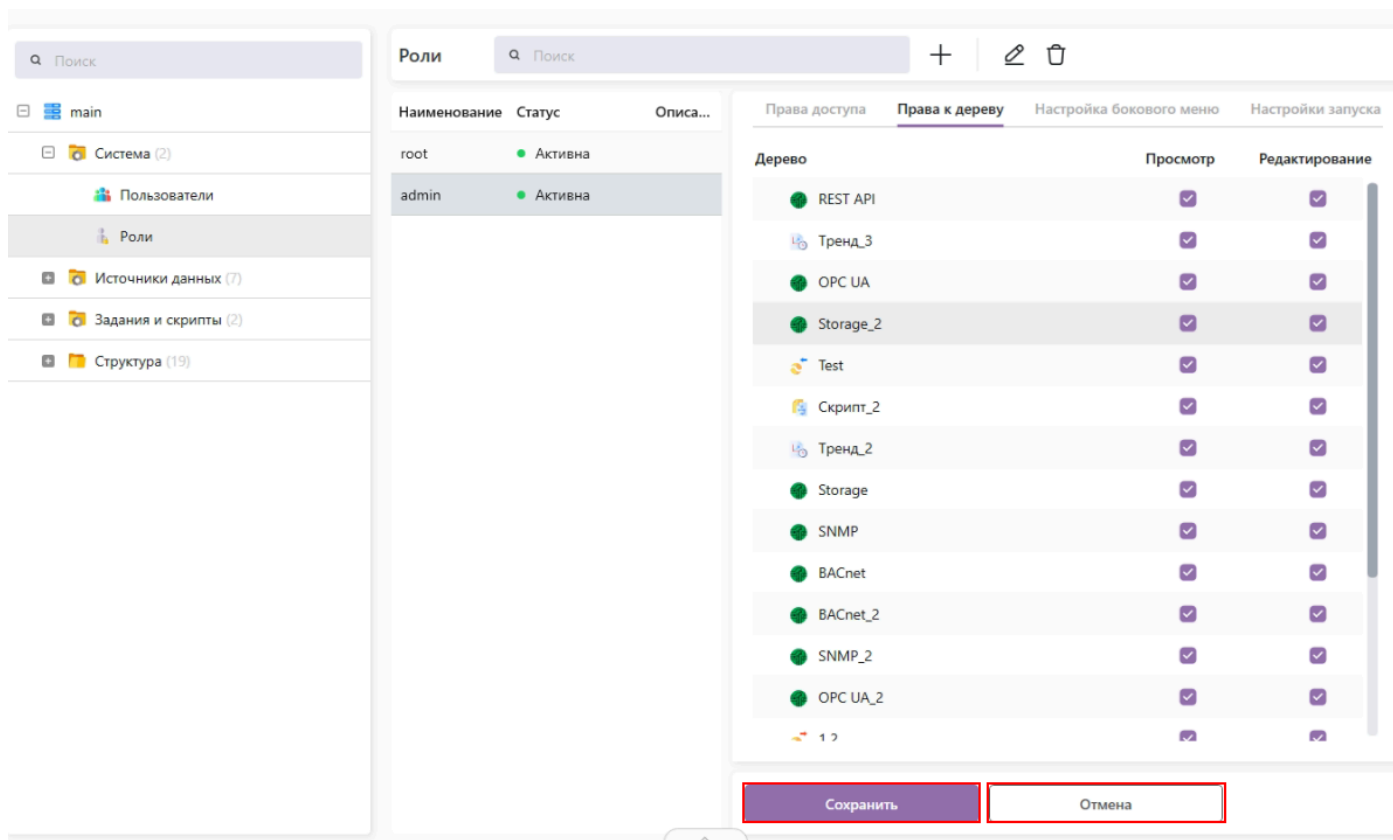 Поиск
main
Система (2)
Пользователи
Роли
Источники данных (7)
Задания и скрипты (2)
Структура (19)
Роли
Поиск
Наименование Статус Описа...
root Активна
admin Активна
Права доступа Права к дереву Настройка бокового меню Настройки запуска
Дерево Просмотр Редактирование
REST API
Тренд_3
OPC UA
Storage_2
Test
Скрипт_2
Тренд_2
Storage
SNMP
BACnet
BACnet_2
SNMP_2
OPC UA_2
Сохранить Отмена